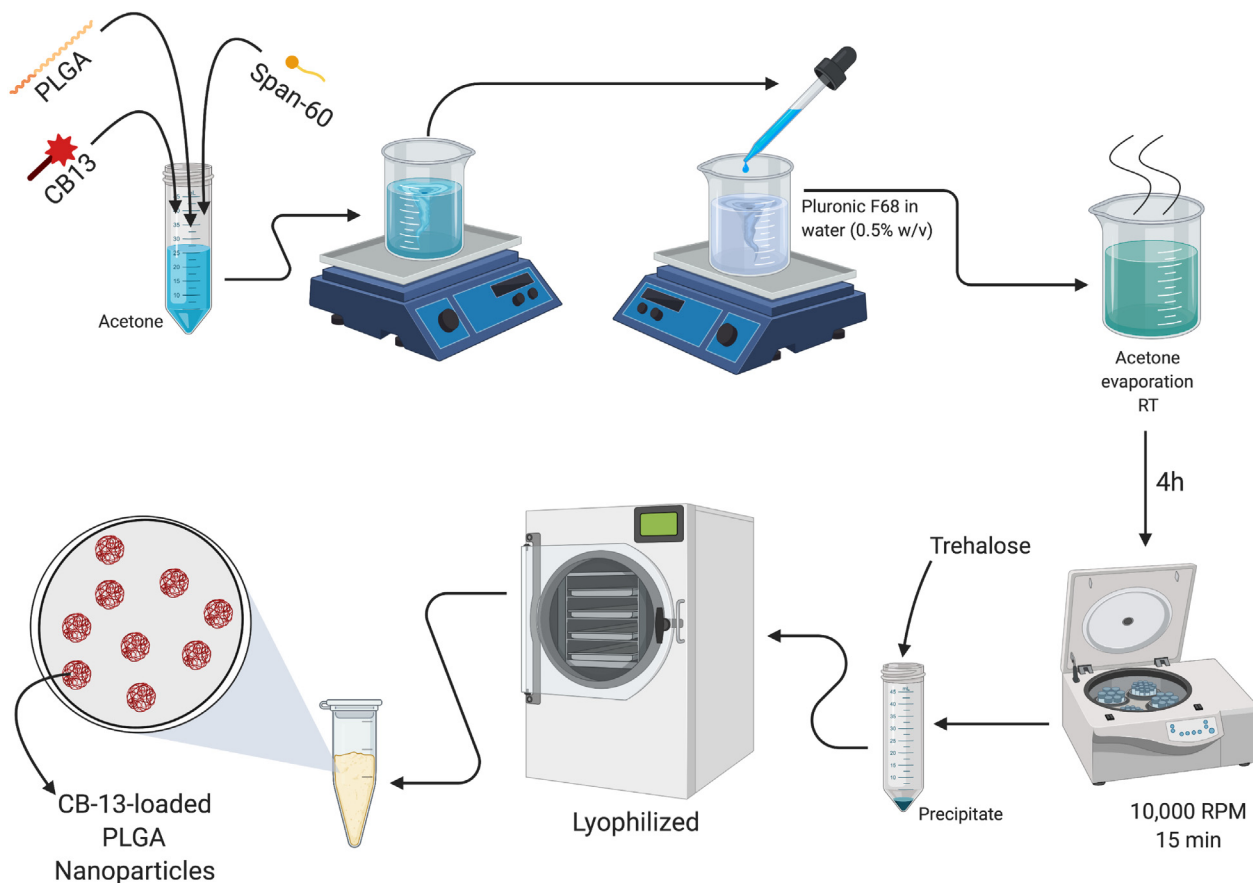 PLGA
Span-60
CB13
Acetone
Pluronic F68 in
water (0.5% w/v)
Acetone
evaporation
RT
4h
Trehalose
Precipitate
10,000 RPM
15 min
Lyophilized
CB-13-loaded
PLGA
Nanoparticles